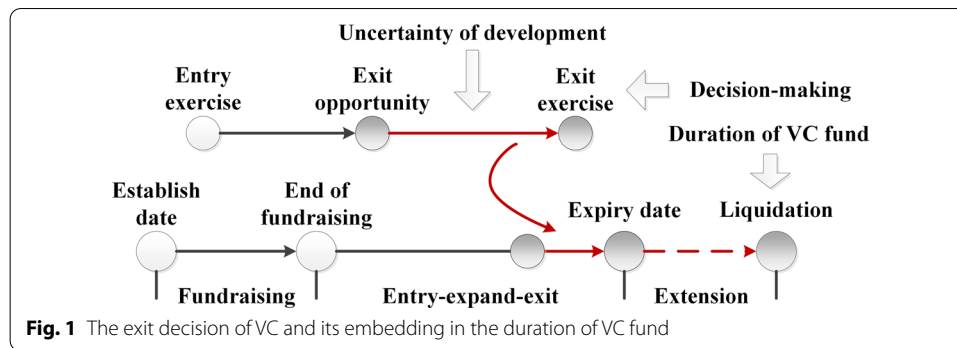 Uncertainty of development
Entry
exercise
Exit
opportunity
Exit
exercise
Decision-making
Duration of VC fund
Establish
date
End of
fundraising
Expiry date
Liquidation
Fundraising
Entry-expand-exit
Extension
Fig. 1 The exit decision of VC and its embedding in the duration of VC fund